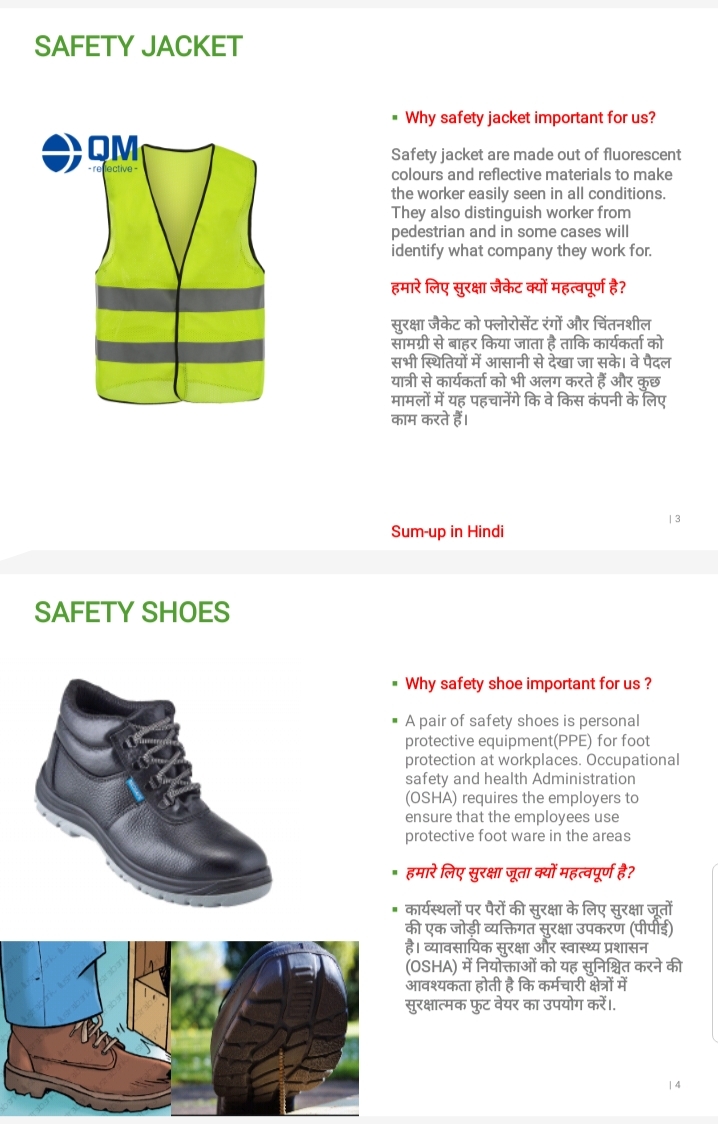 SAFETY JACKET
QM
- reflective -
▪ Why safety jacket important for us?
Safety jacket are made out of fluorescent
colours and reflective materials to make
the worker easily seen in all conditions.
They also distinguish worker from
pedestrian and in some cases will
identify what company they work for.
हमारे लिए सुरक्षा जैकेट क्यों महत्वपूर्ण है?
सुरक्षा जैकेट को फ्लोरोसेंट रंगों और चिंतनशील
सामग्री से बाहर किया जाता है ताकि कार्यकर्ता को
सभी स्थितियों में आसानी से देखा जा सके। वे पैदल
यात्री से कार्यकर्ता को भी अलग करते हैं और कुछ
मामलों में यह पहचानेंगे कि वे किस कंपनी के लिए
काम करते हैं।
| 3
Sum-up in Hindi
SAFETY SHOES
▪ Why safety shoe important for us ?
▪ A pair of safety shoes is personal
protective equipment(PPE) for foot
protection at workplaces. Occupational
safety and health Administration
(OSHA) requires the employers to
ensure that the employees use
protective foot ware in the areas
▪ हमारे लिए सुरक्षा जूता क्यों महत्वपूर्ण है?
▪ कार्यस्थलों पर पैरों की सुरक्षा के लिए सुरक्षा जूतों
की एक जोड़ी व्यक्तिगत सुरक्षा उपकरण (पीपीई)
है। व्यावसायिक सुरक्षा और स्वास्थ्य प्रशासन
(OSHA) में नियोक्ताओं को यह सुनिश्चित करने की
आवश्यकता होती है कि कर्मचारी क्षेत्रों में
सुरक्षात्मक फुट वेयर का उपयोग करें।.
| 4